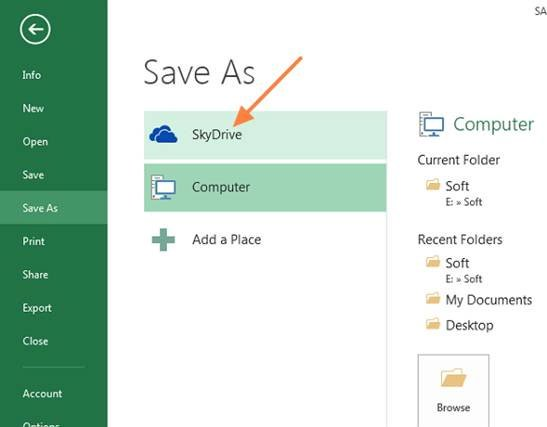 SA
Info
New
Open
Save
Save As
Print
Share
Export
Close
Account
Options
Save As
SkyDrive
Computer
Add a Place
Computer
Current Folder
Soft
E: » Soft
Recent Folders
Soft
E: » Soft
My Documents
Desktop
Browse